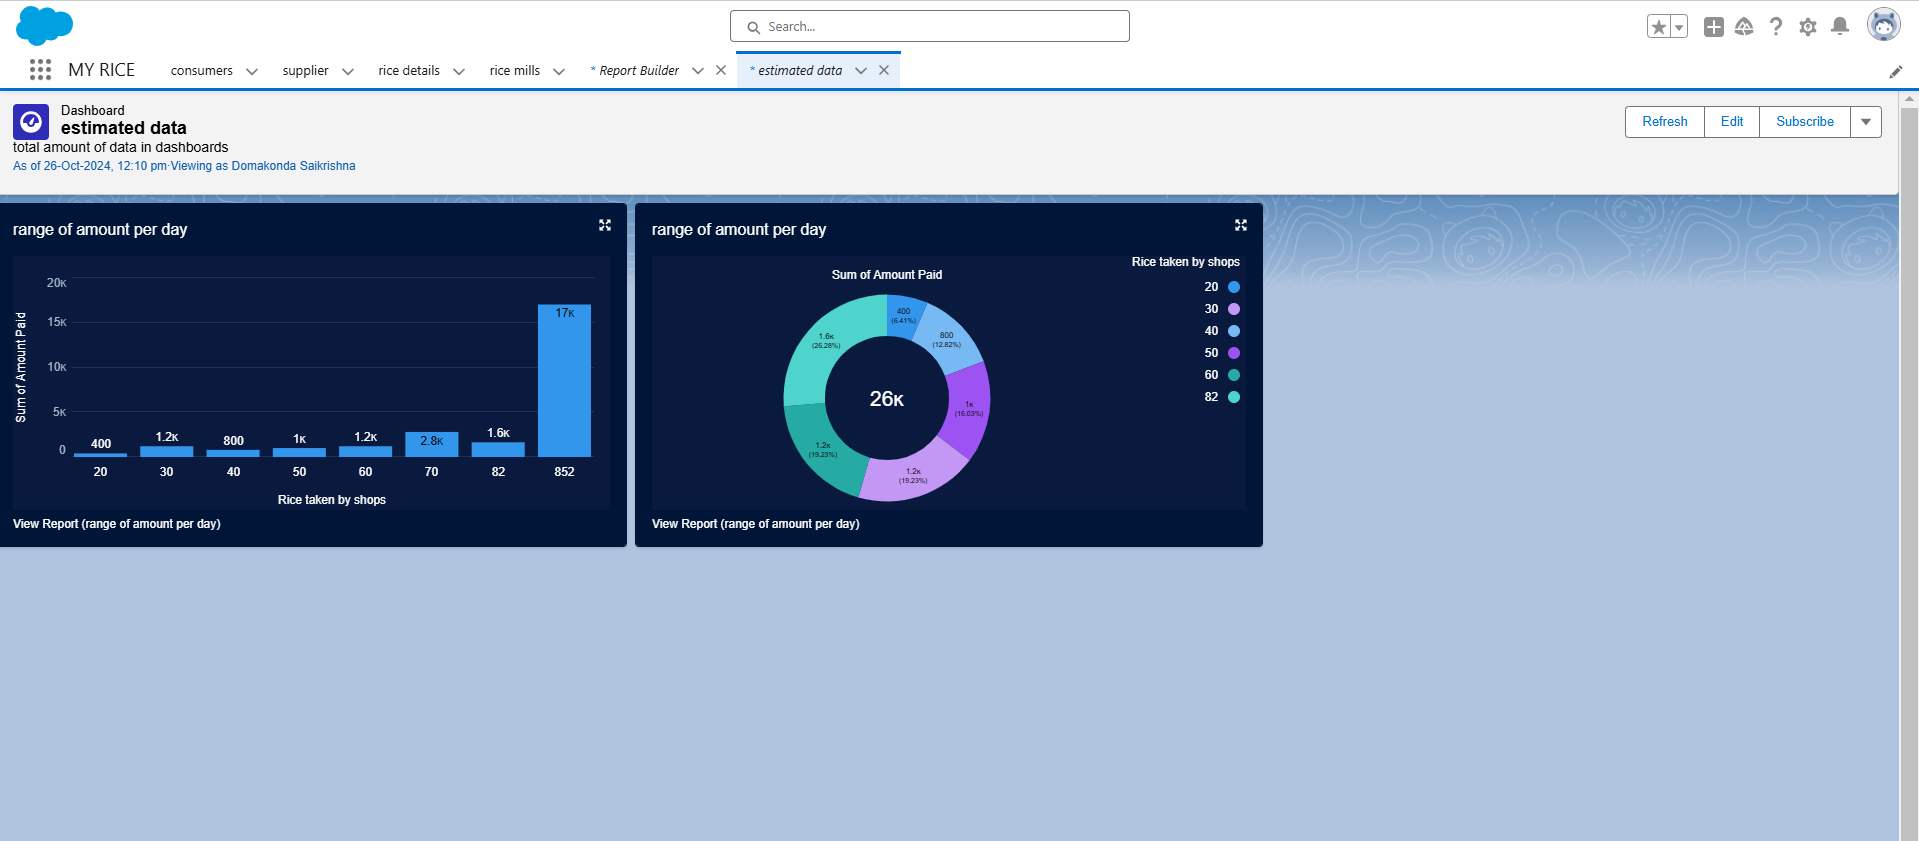 Search...
MY RICE
consumers
supplier
rice details
rice mills
* Report Builder
* estimated data
Dashboard
estimated data
total amount of data in dashboards
As of 26-Oct-2024, 12:10 pm·Viewing as Domakonda Saikrishna
Refresh
Edit
Subscribe
range of amount per day
Sum of Amount Paid
20K
15K
10K
5K
0
400
1.2K
800
1K
1.2K
2.8K
1.6K
17K
20
30
40
50
60
70
82
852
Rice taken by shops
View Report (range of amount per day)
range of amount per day
Sum of Amount Paid
400
(6.41%)
800
(12.82%)
1K
(16.03%)
1.2K
(19.23%)
1.2K
(19.23%)
1.6K
(26.28%)
26K
Rice taken by shops
20
30
40
50
60
82
View Report (range of amount per day)